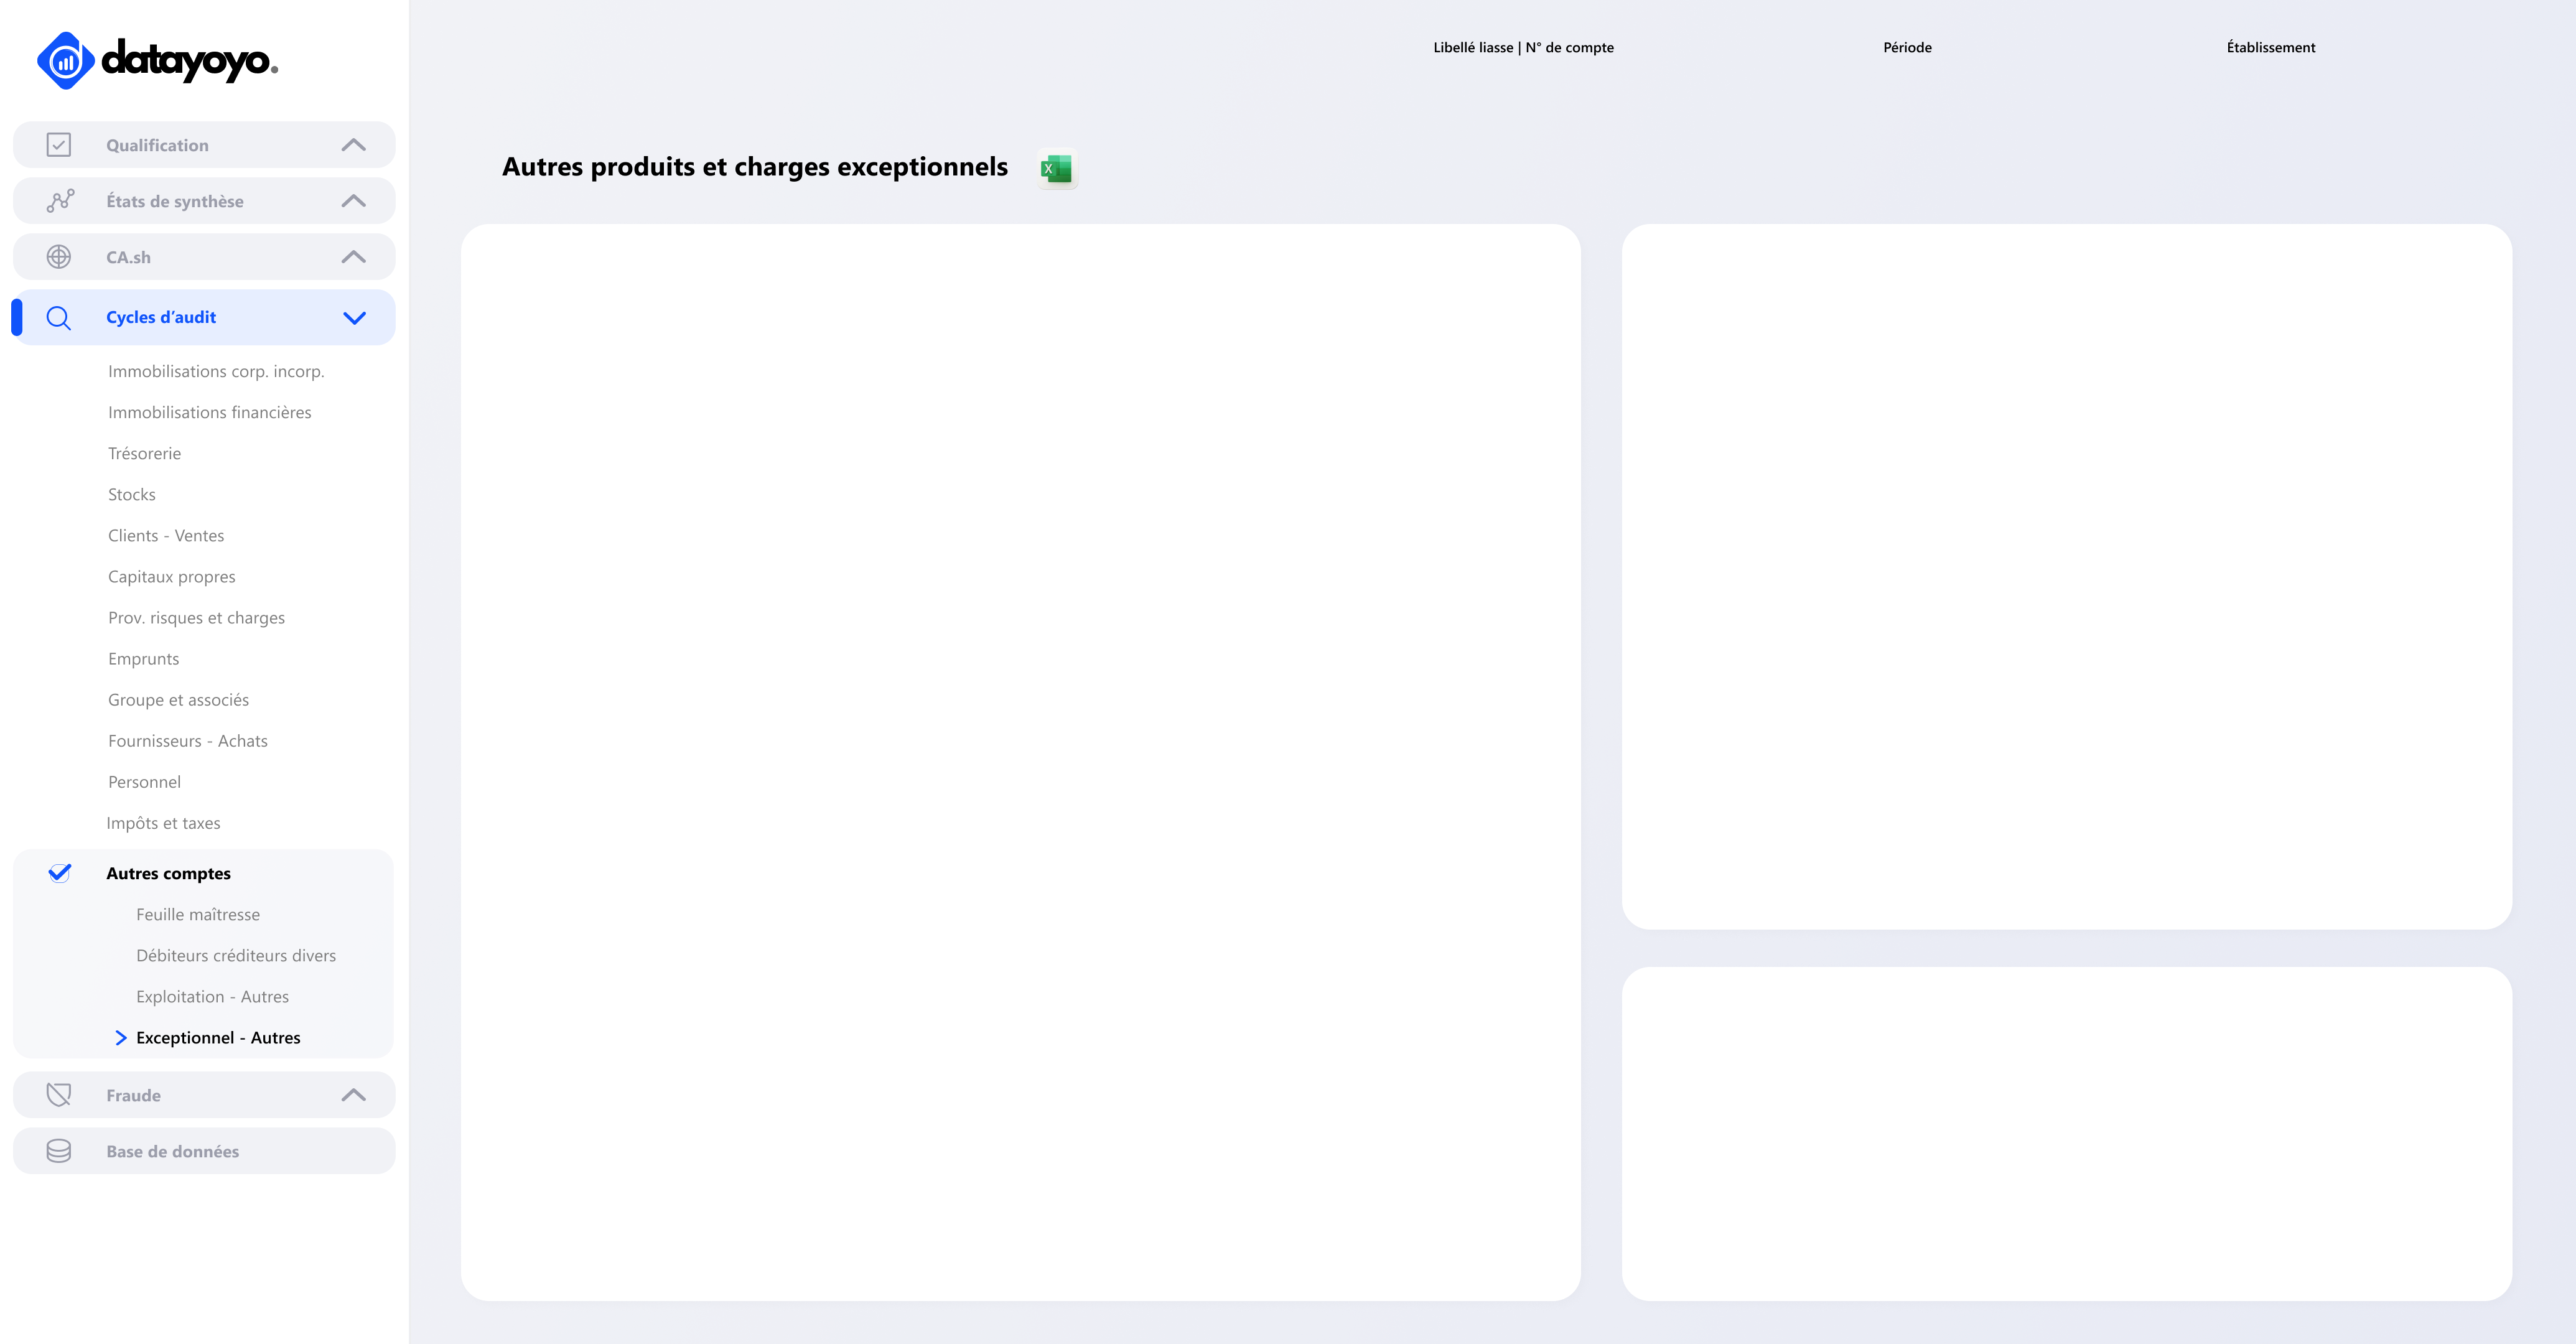 datayoyo.
Qualification
États de synthèse
CA.sh
Cycles d’audit
Immobilisations corp. incorp.
Immobilisations financières
Trésorerie
Stocks
Clients - Ventes
Capitaux propres
Prov. risques et charges
Emprunts
Groupe et associés
Fournisseurs - Achats
Personnel
Impôts et taxes
Autres comptes
Feuille maîtresse
Débiteurs créditeurs divers
Exploitation - Autres
Exceptionnel - Autres
Fraude
Base de données
Libellé liasse | N° de compte
Période
Établissement
Autres produits et charges exceptionnels
X